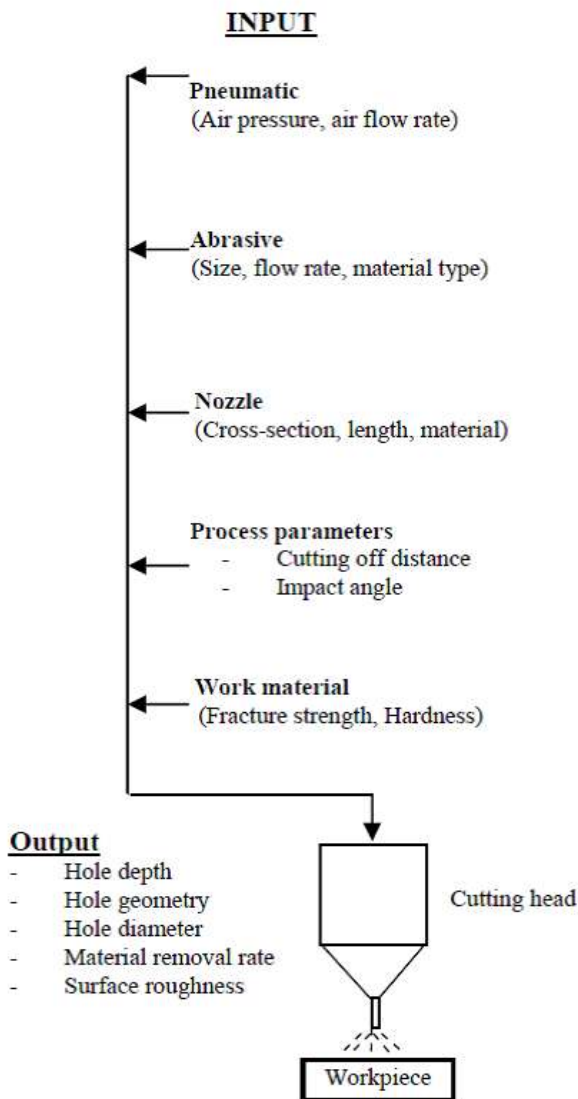 INPUT
Pneumatic
(Air pressure, air flow rate)
Abrasive
(Size, flow rate, material type)
Nozzle
(Cross-section, length, material)
Process parameters
- Cutting off distance
- Impact angle
Work material
(Fracture strength, Hardness)
Output
- Hole depth
- Hole geometry
- Hole diameter
- Material removal rate
- Surface roughness
Cutting head
Workpiece